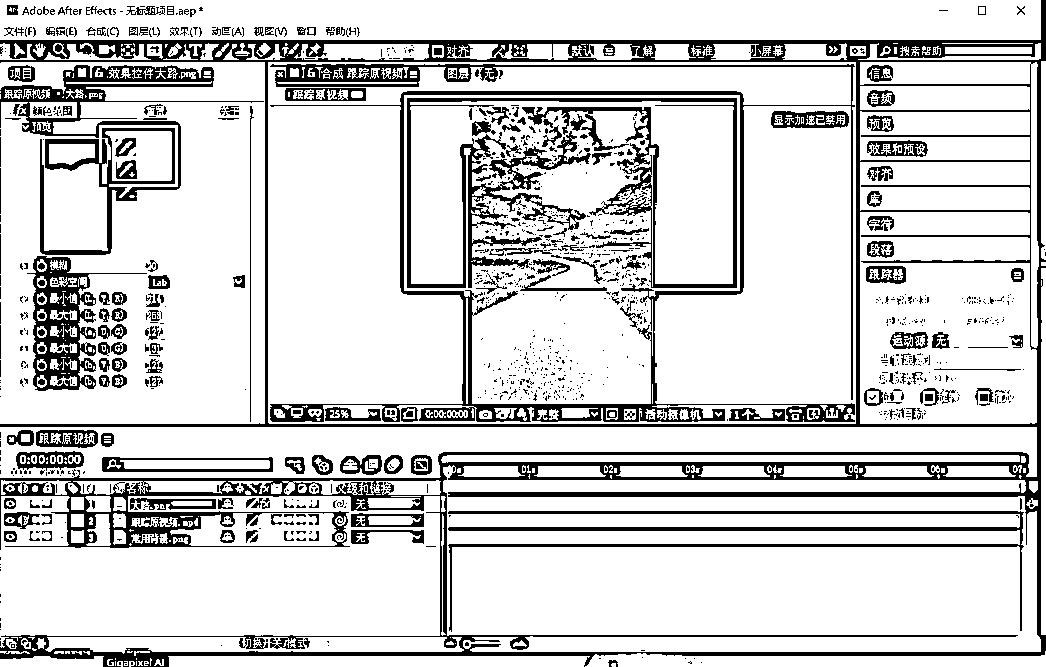 Adobe After Effects - 无标题项目.aep *
文件(F) 编辑(E) 合成(C) 图层(L) 效果(T) 动画(A) 视图(V) 窗口 帮助(H)
对齐 默认 了解 标准 小屏幕 搜索帮助
项目 效果控件大路.png
合成 跟踪原视频 图层 (无)
信息
跟踪原视频 • 大路.png
跟踪原视频
音频
fx 颜色范围 重置 关于
显示加速已禁用
预览
预览
效果和预设
对齐
库
字符
段落
模糊
跟踪器
色彩空间 Lab
最小值 (L, Y, R)
最大值 (L, Y, R)
最小值 (a, U, G) 127
运动源 无
最大值 (a, U, G)
最小值 (b, V, B)
最大值 (b, V, B)
25% 0:00:00:00 完整 活动摄像机 1个...
跟踪原视频
0:00:00:00
01s 02s 03s 04s 05s 06s 07s
源名称 父级和链接
1 大路.png 无
2 跟踪原视频.mp4 无
3 常用背景.png 无
切换开关/模式
Gigapixel AI